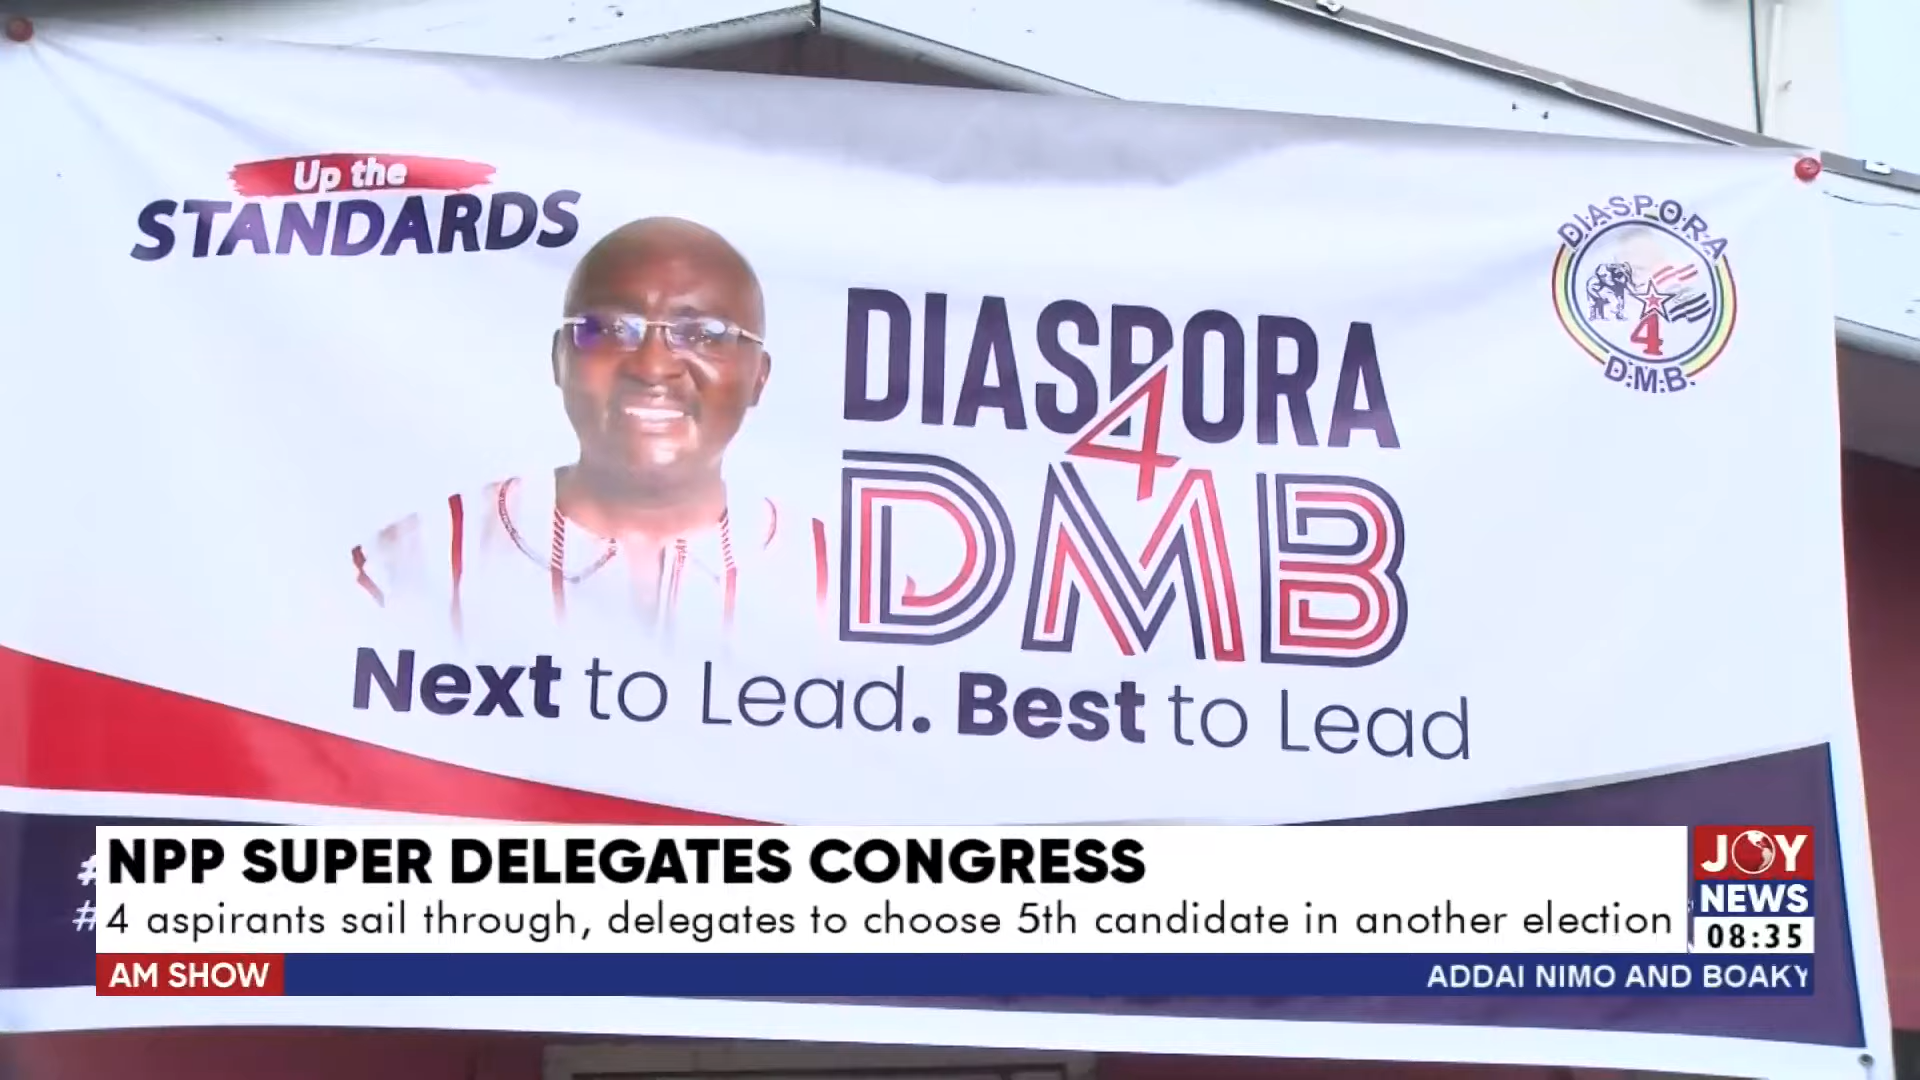 Up the
STANDARDS
DIASPORA
4
DMB
Next to Lead. Best to Lead
DIASPORA
4
D.M.B.
#
#
NPP SUPER DELEGATES CONGRESS
4 aspirants sail through, delegates to choose 5th candidate in another election
JOY
NEWS
08:35
AM SHOW
ADDAI NIMO AND BOAKY